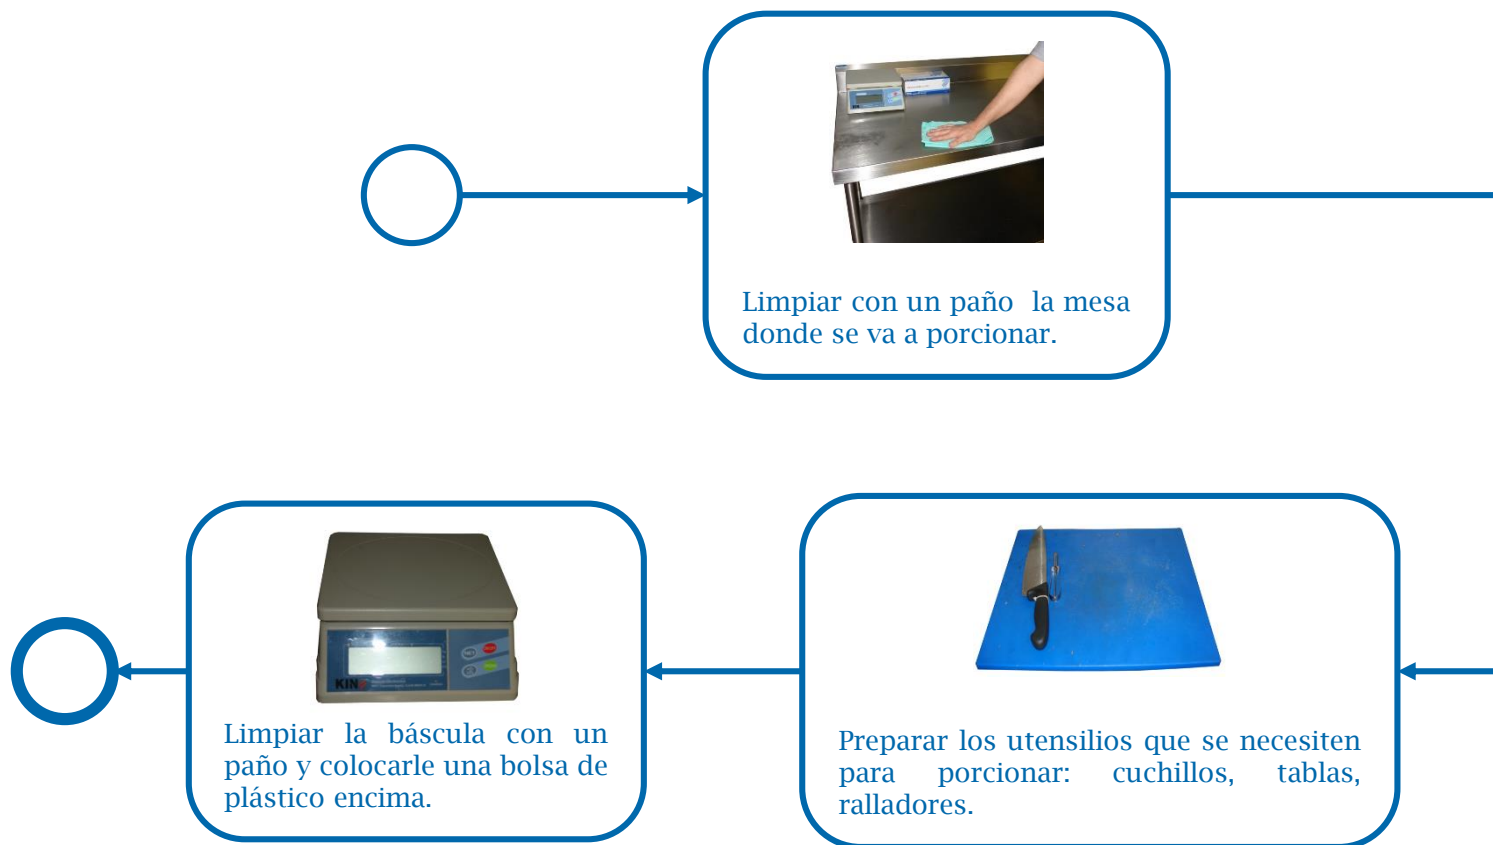 Limpiar con un paño la mesa
donde se va a porcionar.
Limpiar la báscula con un
paño y colocarle una bolsa de
plástico encima.
Preparar los utensilios que se necesiten
para porcionar: cuchillos, tablas,
ralladores.